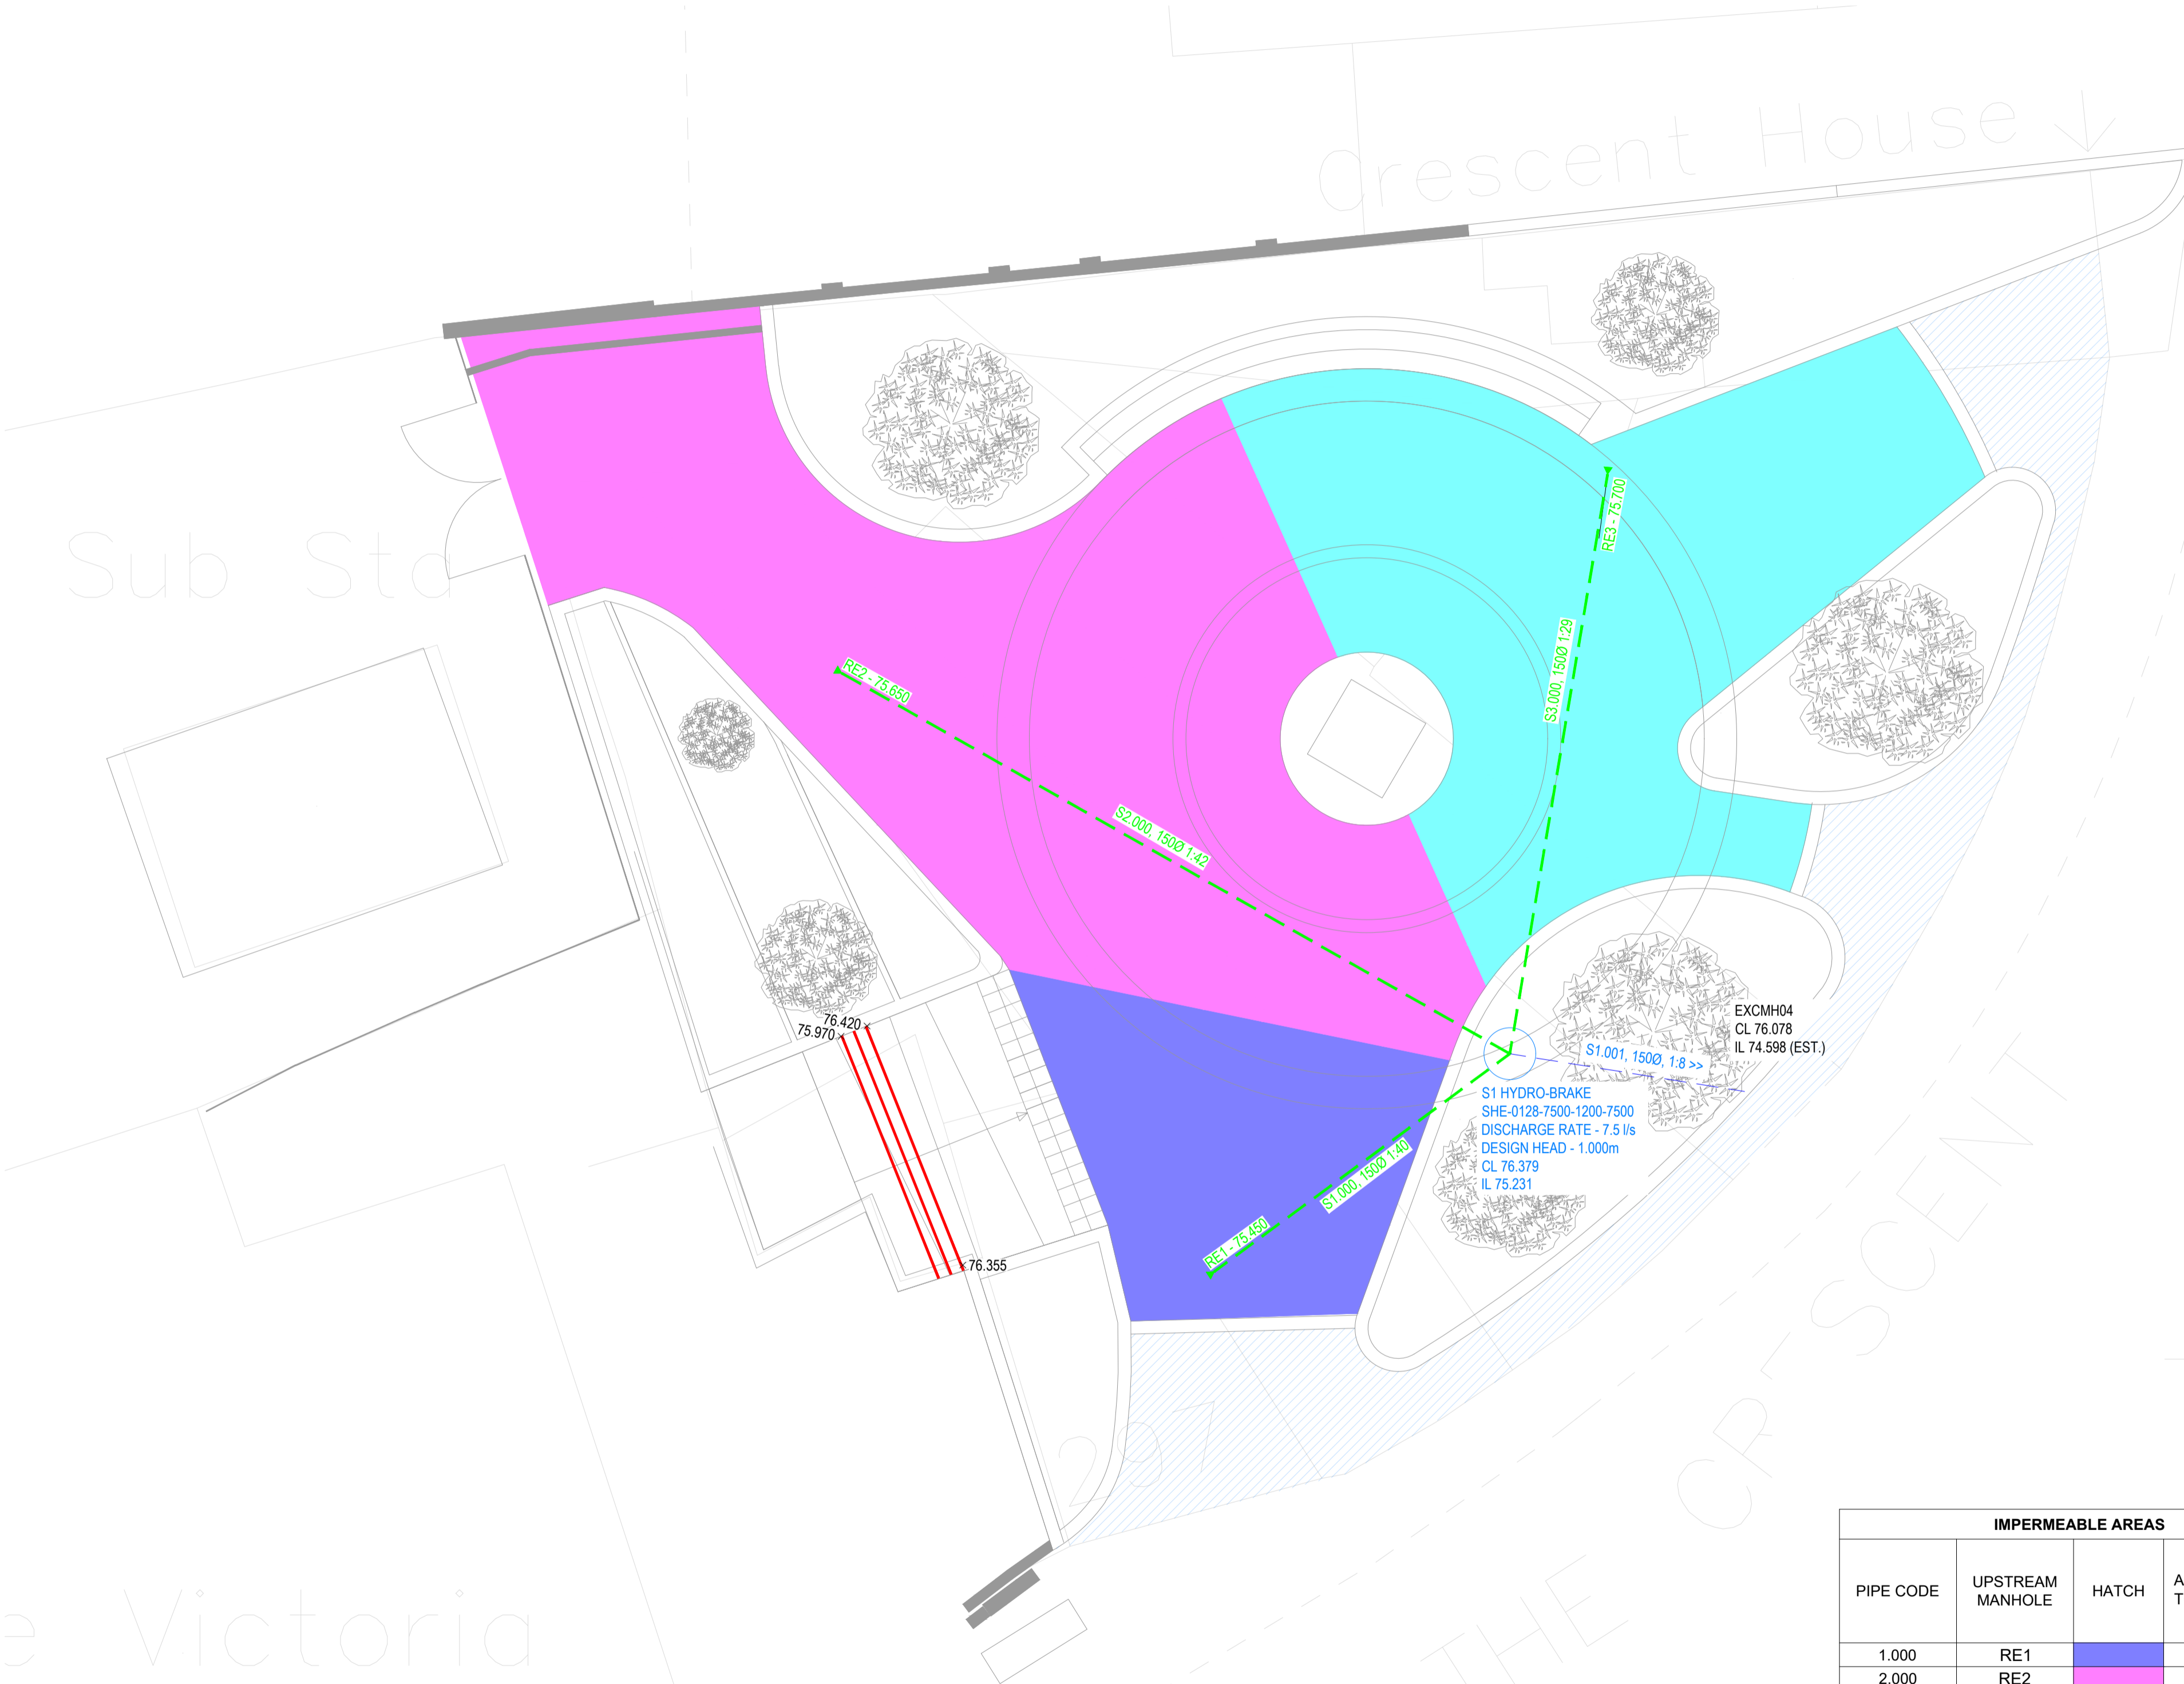 Crescent House
Sub Sta
RE3 - 75.700
S3.000, 150Ø 1:29
RE2 - 75.650
S2.000, 150Ø 1:42
76.420
75.970
76.355
EXCMH04
CL 76.078
IL 74.598 (EST.)
S1.001, 150Ø, 1:8 >>
S1 HYDRO-BRAKE
SHE-0128-7500-1200-7500
DISCHARGE RATE - 7.5 l/s
DESIGN HEAD - 1.000m
CL 76.379
IL 75.231
S1.000, 150Ø 1:40
RE1 - 75.450
297
THE CRESCENT
e Victoria
IMPERMEABLE AREAS
PIPE CODE
UPSTREAM
MANHOLE
HATCH
1.000 RE1
2.000 RE2